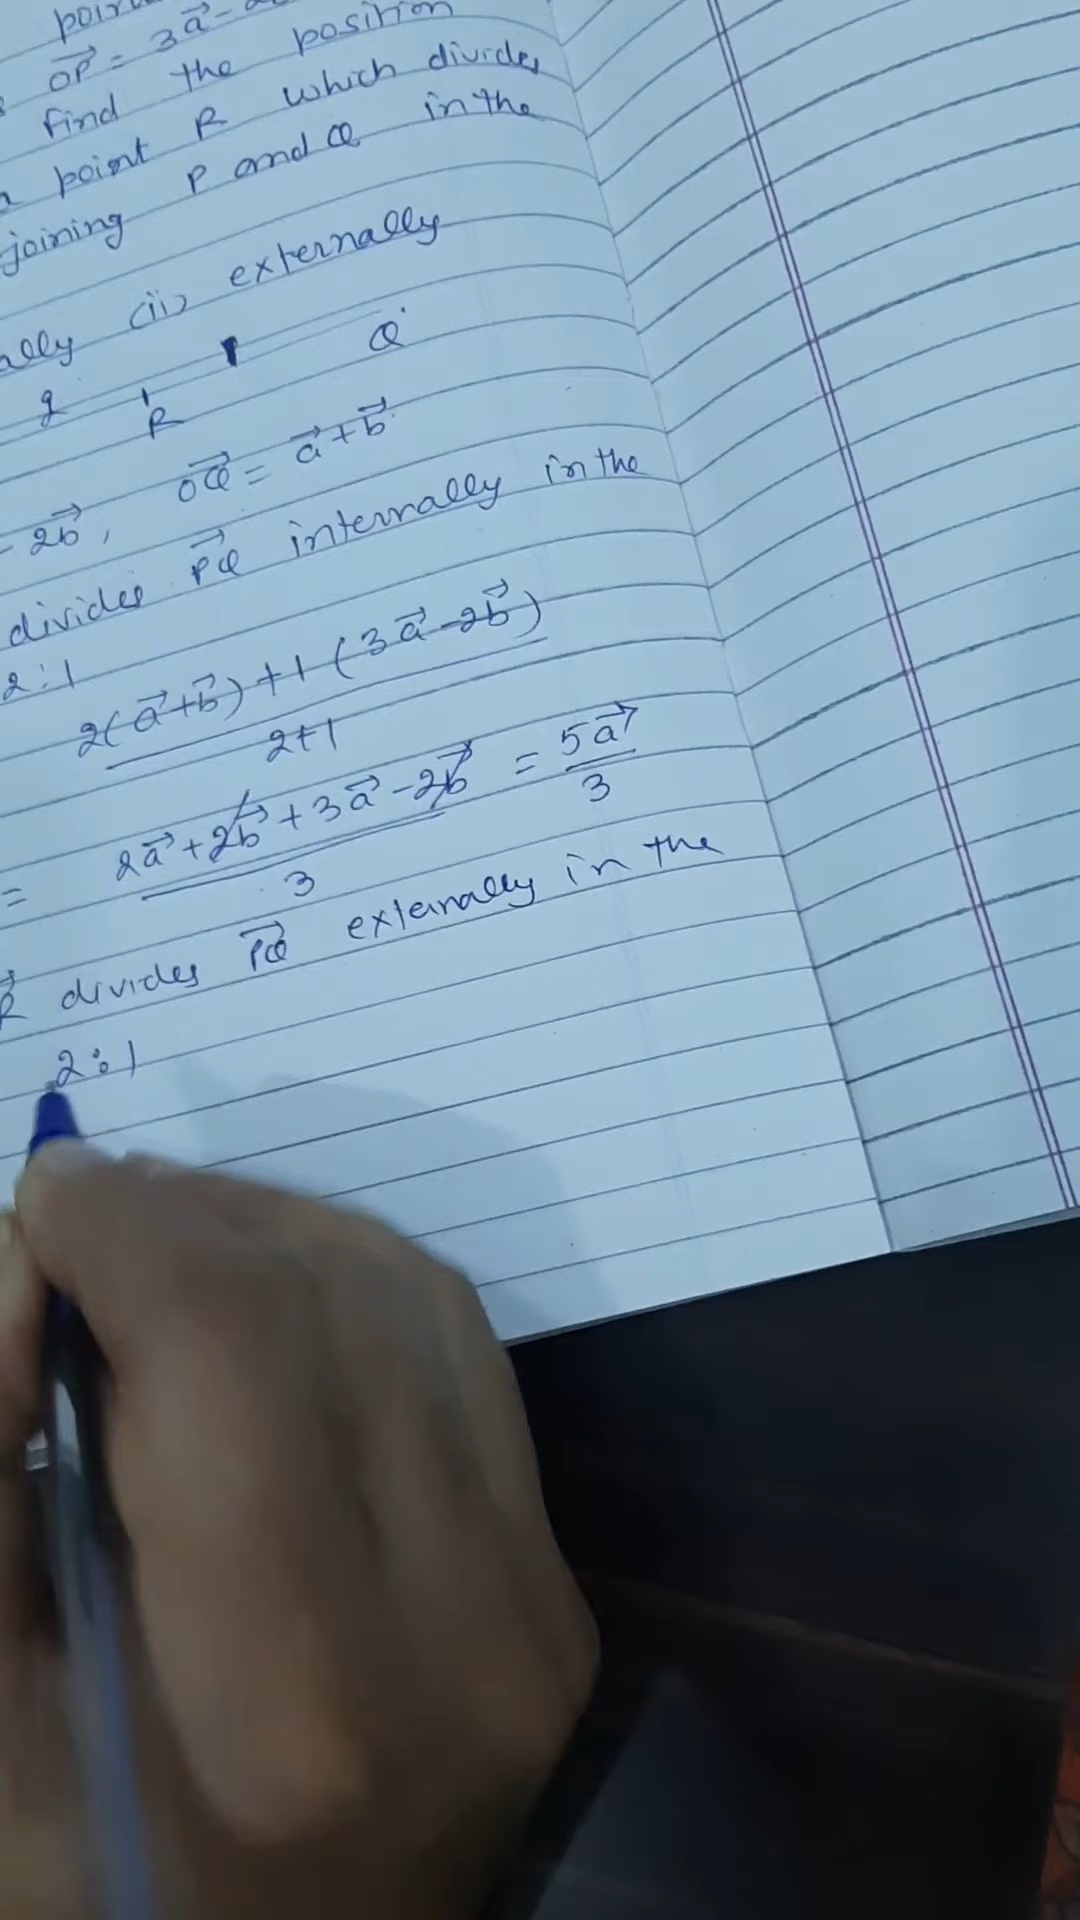 OP⃗ = 3a⃗ -
find the position
point R which divides
joining P and Q in the
(ii) externally
2 R Q
- 2b⃗, OQ⃗ = a⃗ + b⃗
divides PQ⃗ internally in the
2:1
2(a⃗+b⃗) + 1(3a⃗-2b⃗)
2+1
= 2a⃗ + 2b⃗ + 3a⃗ - 2b⃗ = 5a⃗
3 3
R⃗ divides PQ⃗ externally in the
2:1